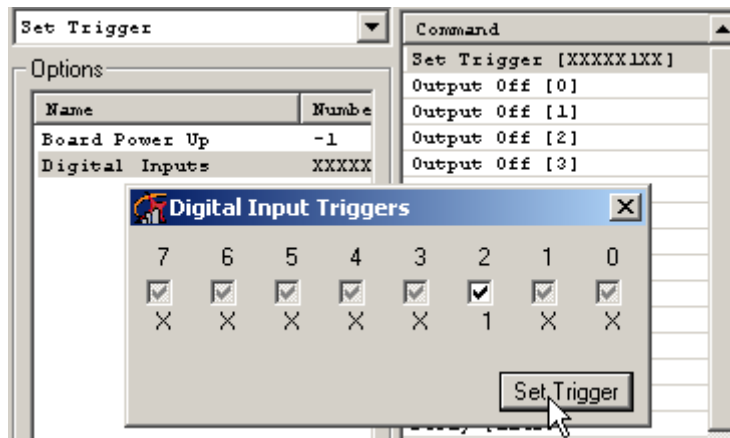 Set Trigger
Options
Name Numbe
Board Power Up -1
Digital Inputs XXXXX
Command
Set Trigger [XXXXX1XX]
Output Off [0]
Output Off [1]
Output Off [2]
Output Off [3]
Digital Input Triggers
7 6 5 4 3 2 1 0
X X X X X 1 X X
Set Trigger